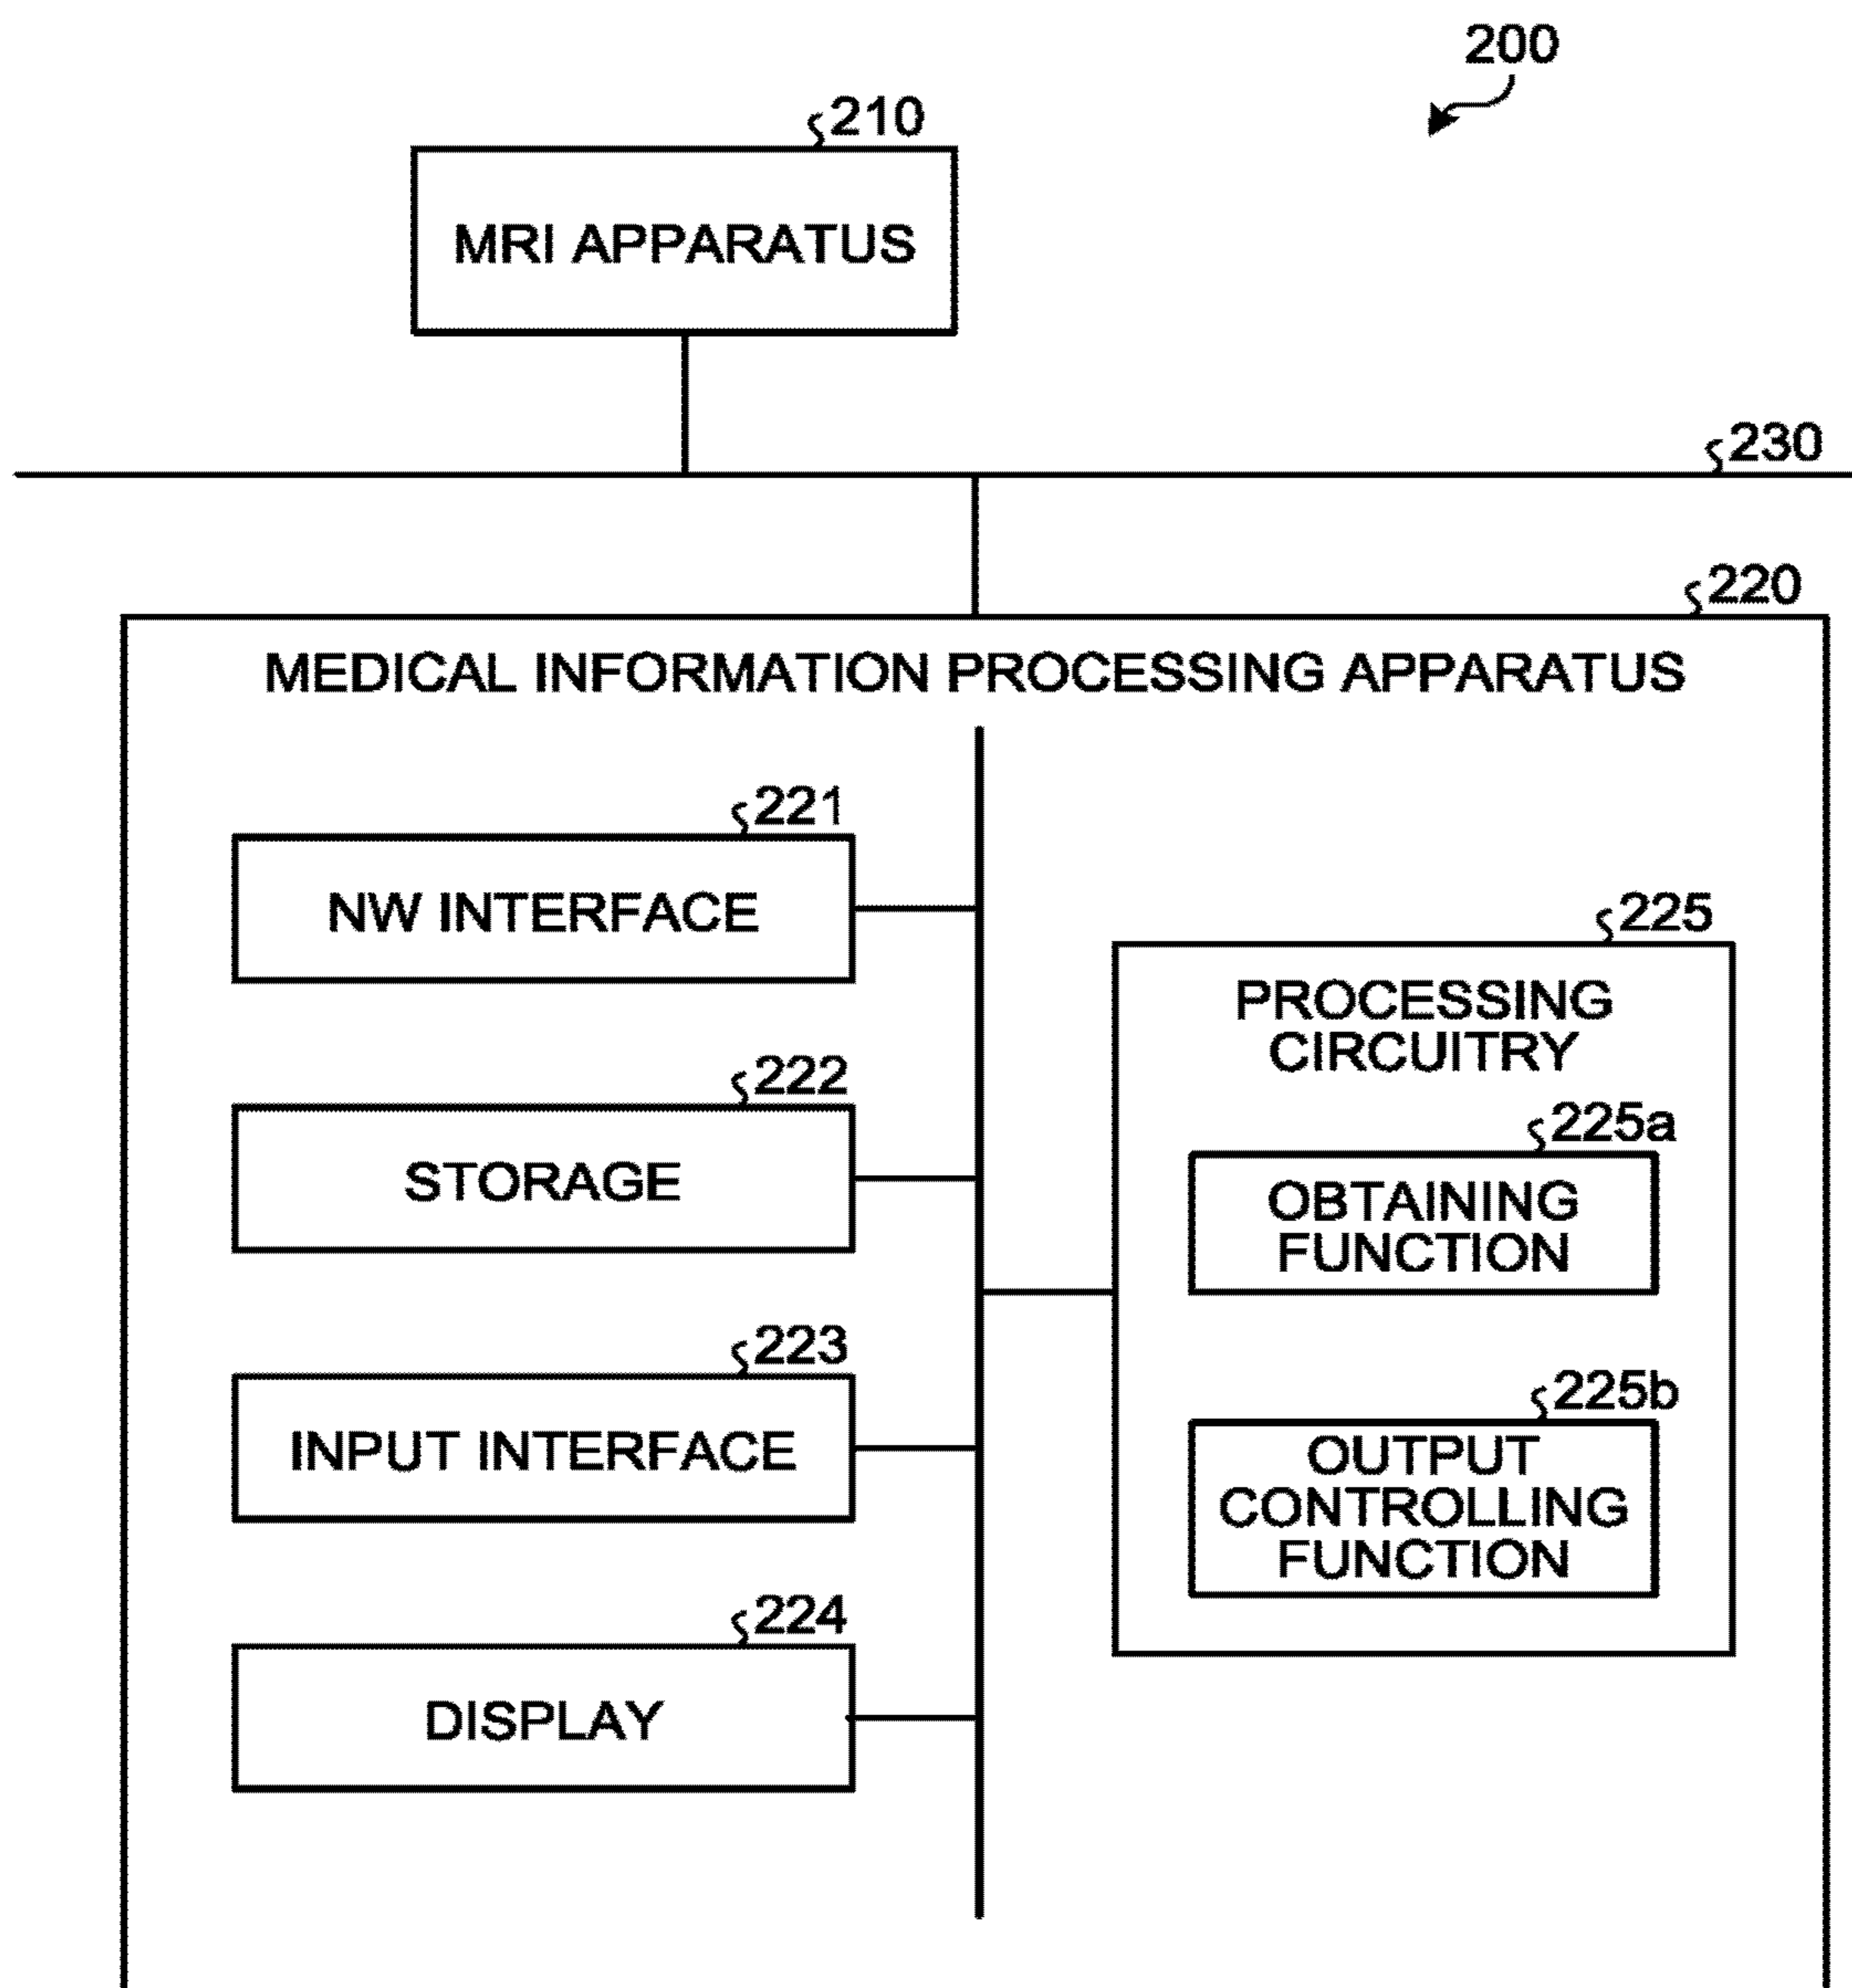 200
210
MRI APPARATUS
230
220
MEDICAL INFORMATION PROCESSING APPARATUS
221
NW INTERFACE
222
STORAGE
223
INPUT INTERFACE
224
DISPLAY
225
PROCESSING
CIRCUITRY
225a
OBTAINING
FUNCTION
225b
OUTPUT
CONTROLLING
FUNCTION